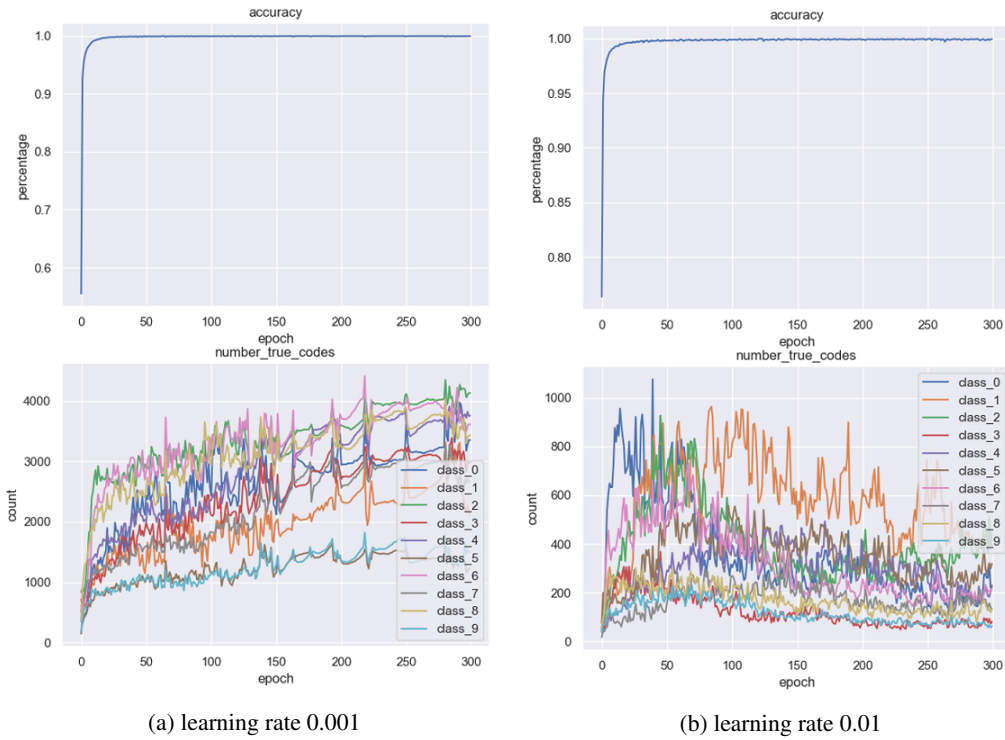 accuracy
1.0
0.9
0.8
0.7
0.6
percentage
0 50 100 150 200 250 300
epoch
number_true_codes
4000
3000
2000
1000
0
count
class_0
class_1
class_2
class_3
class_4
class_5
class_6
class_7
class_8
class_9
0 50 100 150 200 250 300
epoch
(a) learning rate 0.001
accuracy
1.00
0.95
0.90
0.85
0.80
percentage
0 50 100 150 200 250 300
epoch
number_true_codes
1000
800
600
400
200
0
count
class_0
class_1
class_2
class_3
class_4
class_5
class_6
class_7
class_8
class_9
0 50 100 150 200 250 300
epoch
(b) learning rate 0.01